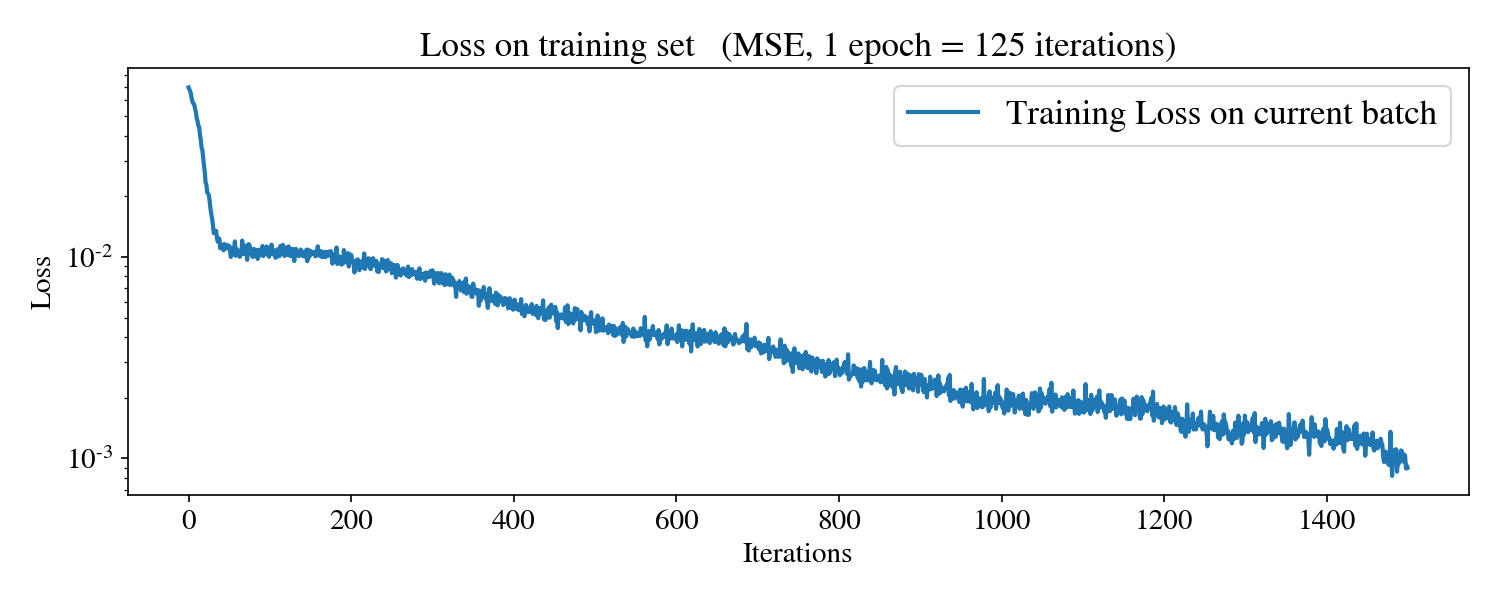 Loss on training set   (MSE, 1 epoch = 125 iterations)
Training Loss on current batch
Loss
10⁻²
10⁻³
0 200 400 600 800 1000 1200 1400
Iterations